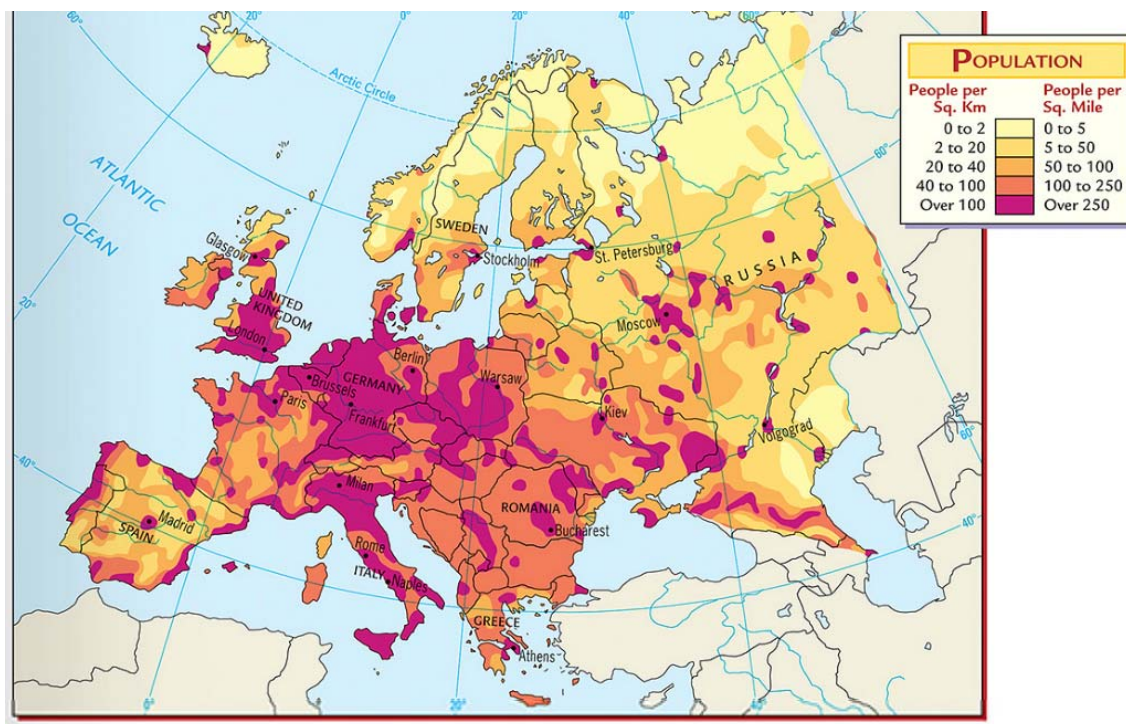 60°
20°
0°
20°
40°
60°
POPULATION
People per Sq. Km
People per Sq. Mile
0 to 2
0 to 5
2 to 20
5 to 50
20 to 40
50 to 100
40 to 100
100 to 250
Over 100
Over 250
Arctic Circle
60°
ATLANTIC
OCEAN
SWEDEN
Stockholm
St. Petersburg
RUSSIA
Glasgow
UNITED
KINGDOM
London
Moscow
20°
Berlin
GERMANY
Brussels
Warsaw
Paris
Frankfurt
Kiev
Volgograd
60°
40°
Milan
ROMANIA
Bucharest
Madrid
SPAIN
Rome
ITALY
Naples
40°
GREECE
Athens
0°
20°
40°